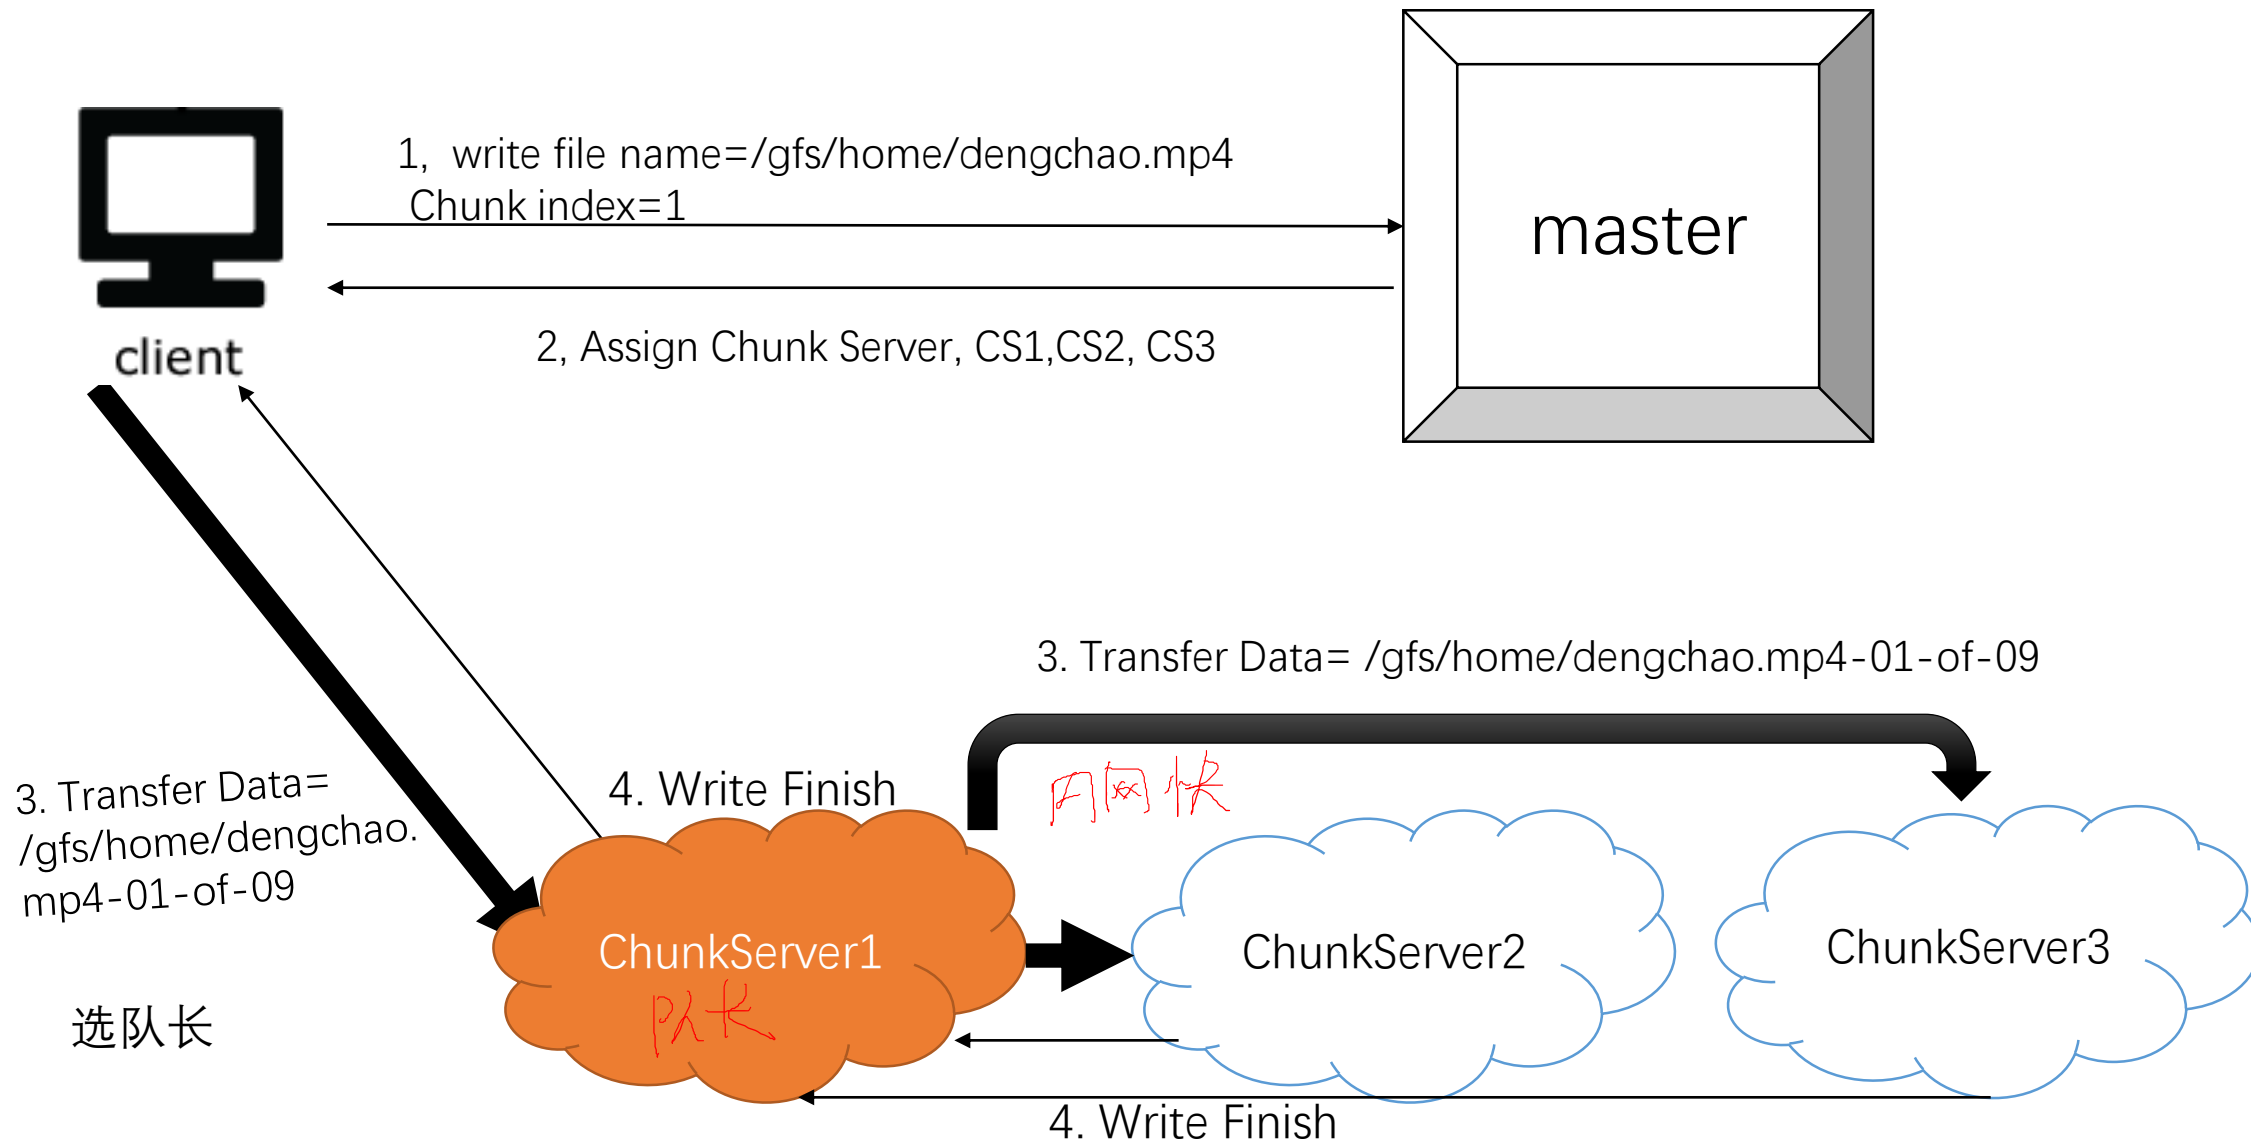 1,  write file name=/gfs/home/dengchao.mp4
Chunk index=1
master
client
2, Assign Chunk Server, CS1,CS2, CS3
3. Transfer Data= /gfs/home/dengchao.mp4-01-of-09
3. Transfer Data=
/gfs/home/dengchao.
mp4-01-of-09
4. Write Finish
内网快
ChunkServer1
队长
ChunkServer2
ChunkServer3
选队长
4. Write Finish